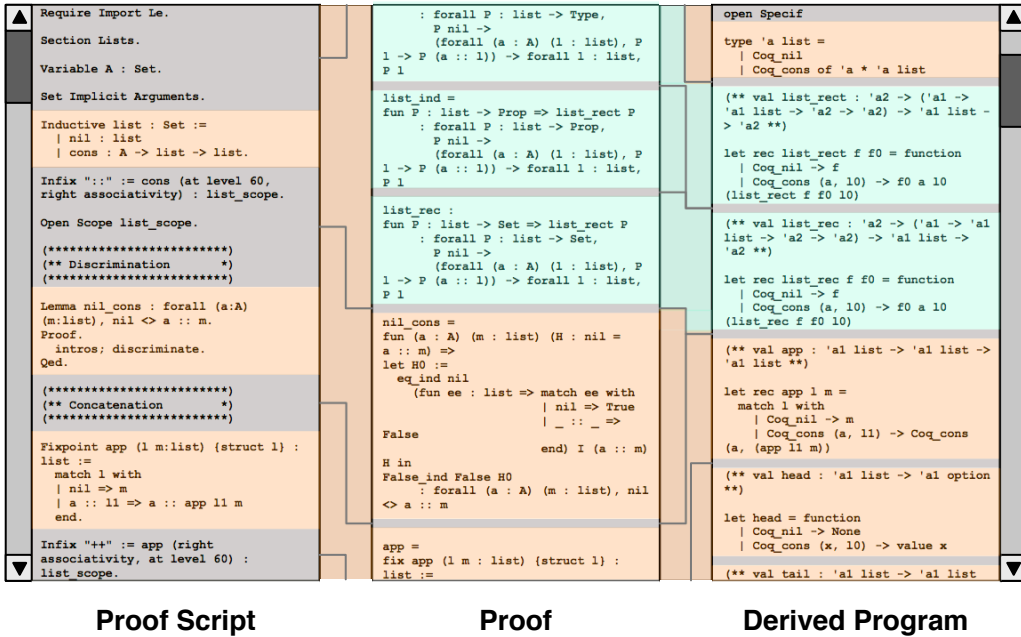 Require Import Le.
Section Lists.
Variable A : Set.
Set Implicit Arguments.
Inductive list : Set :=
| nil : list
| cons : A -> list -> list.
Infix "::" := cons (at level 60,
right associativity) : list_scope.
Open Scope list_scope.
(*************************)
(** Discrimination *)
(*************************)
Lemma nil_cons : forall (a:A)
(m:list), nil <> a :: m.
Proof.
intros; discriminate.
Qed.
(*************************)
(** Concatenation *)
(*************************)
Fixpoint app (l m:list) {struct l} :
list :=
match l with
| nil => m
| a :: l1 => a :: app l1 m
end.
Infix "++" := app (right
associativity, at level 60) :
list_scope.
: forall P : list -> Type,
P nil ->
(forall (a : A) (l : list), P
l -> P (a :: l)) -> forall l : list,
P l
list_ind =
fun P : list -> Prop => list_rect P
: forall P : list -> Prop,
P nil ->
(forall (a : A) (l : list), P
l -> P (a :: l)) -> forall l : list,
P l
list_rec :
fun P : list -> Set => list_rect P
: forall P : list -> Set,
P nil ->
(forall (a : A) (l : list), P
l -> P (a :: l)) -> forall l : list,
P l
nil_cons =
fun (a : A) (m : list) (H : nil =
a :: m) =>
let H0 :=
eq_ind nil
(fun ee : list => match ee with
| nil => True
| _ :: _ =>
False
end) I (a :: m)
H in
False_ind False H0
: forall (a : A) (m : list), nil
<> a :: m
app =
fix app (l m : list) {struct l} :
list :=
open Specif
type 'a list =
| Coq_nil
| Coq_cons of 'a * 'a list
(** val list_rect : 'a2 -> ('a1 ->
'a1 list -> 'a2 -> 'a2) -> 'a1 list -
> 'a2 **)
let rec list_rect f f0 = function
| Coq_nil -> f
| Coq_cons (a, l0) -> f0 a l0
(list_rect f f0 l0)
(** val list_rec : 'a2 -> ('a1 -> 'a1
list -> 'a2 -> 'a2) -> 'a1 list ->
'a2 **)
let rec list_rec f f0 = function
| Coq_nil -> f
| Coq_cons (a, l0) -> f0 a l0
(list_rec f f0 l0)
(** val app : 'a1 list -> 'a1 list ->
'a1 list **)
let rec app l m =
match l with
| Coq_nil -> m
| Coq_cons (a, l1) -> Coq_cons
(a, (app l1 m))
(** val head : 'a1 list -> 'a1 option
**)
let head = function
| Coq_nil -> None
| Coq_cons (x, l0) -> value x
(** val tail : 'a1 list -> 'a1 list
Proof Script
Proof
Derived Program